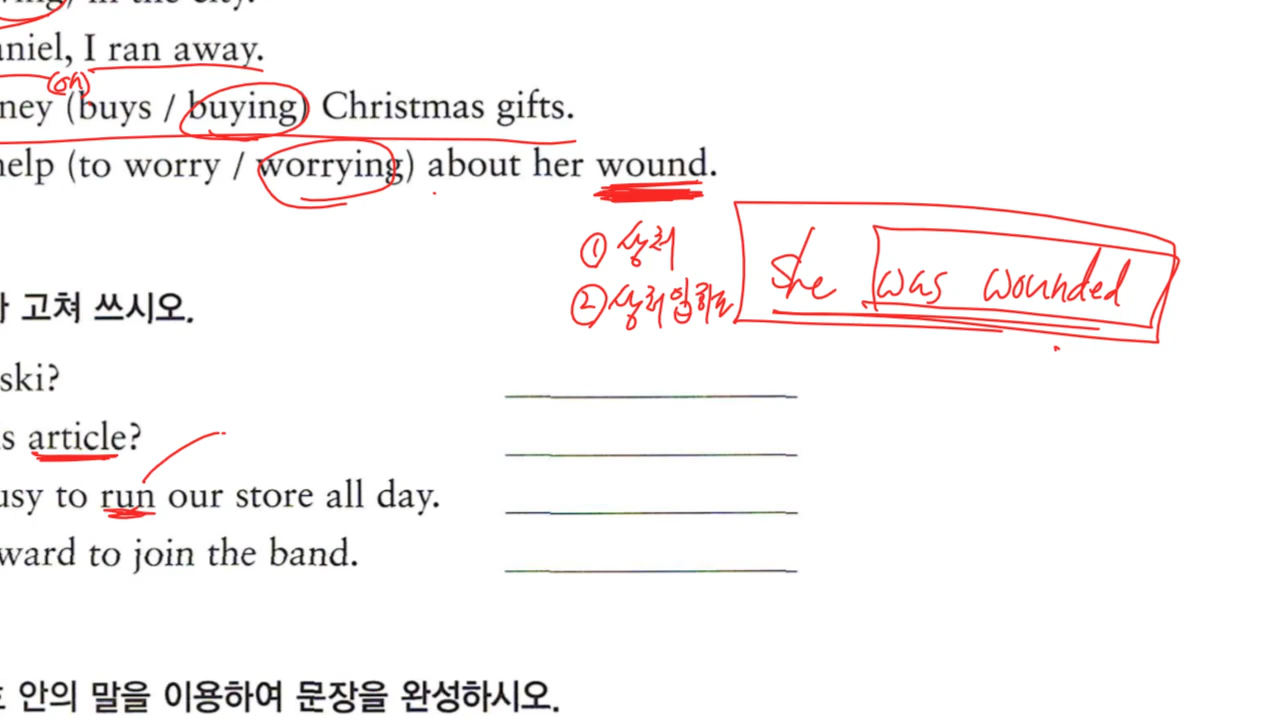 in the city.
aniel, I ran away.
(on)
ney (buys / buying) Christmas gifts.
help (to worry / worrying) about her wound.
① 상처
② 상처입히다
she was wounded
고쳐 쓰시오.
ski?
s article?
usy to run our store all day.
ward to join the band.
안의 말을 이용하여 문장을 완성하시오.